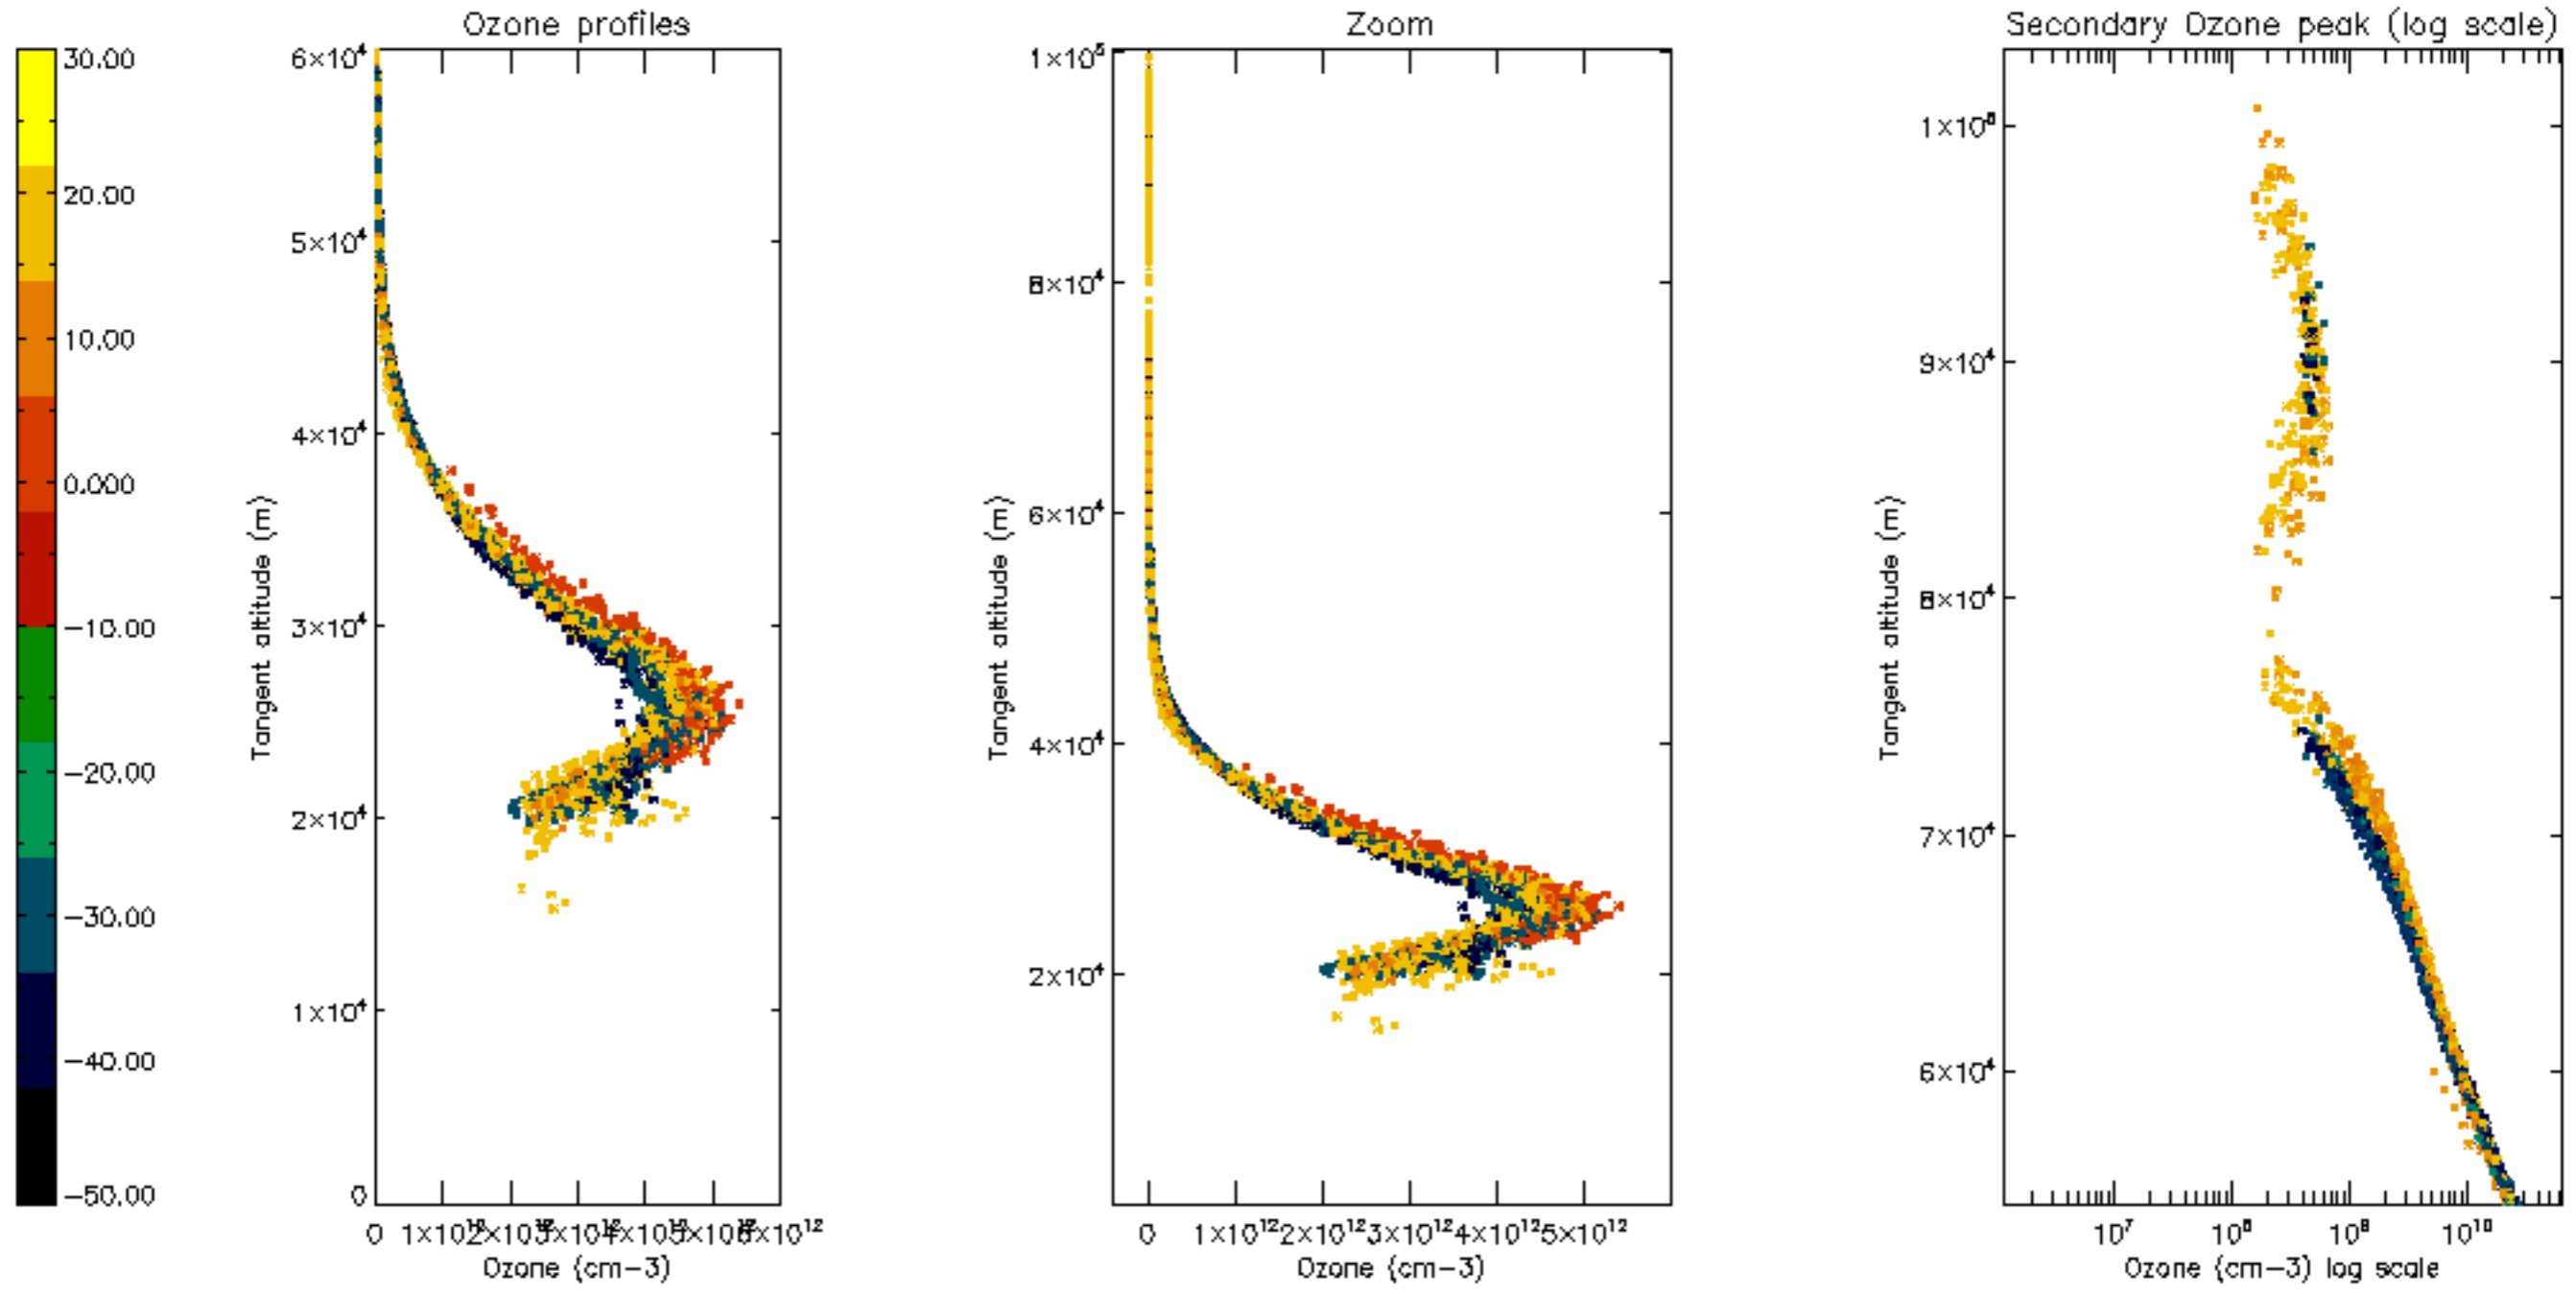 Ozone profiles
Zoom
Secondary Ozone peak (log scale)
30.00
20.00
10.00
0.000
−10.00
−20.00
−30.00
−40.00
−50.00
6×10⁴
5×10⁴
4×10⁴
3×10⁴
2×10⁴
1×10⁴
0
Tangent altitude (m)
0
6×10¹²
Ozone (cm−3)
1×10⁵
8×10⁴
6×10⁴
4×10⁴
2×10⁴
Tangent altitude (m)
0 1×10¹² 2×10¹² 3×10¹² 4×10¹² 5×10¹²
Ozone (cm−3)
1×10⁵
9×10⁴
8×10⁴
7×10⁴
6×10⁴
Tangent altitude (m)
10⁷ 10⁸ 10⁹ 10¹⁰
Ozone (cm−3) log scale